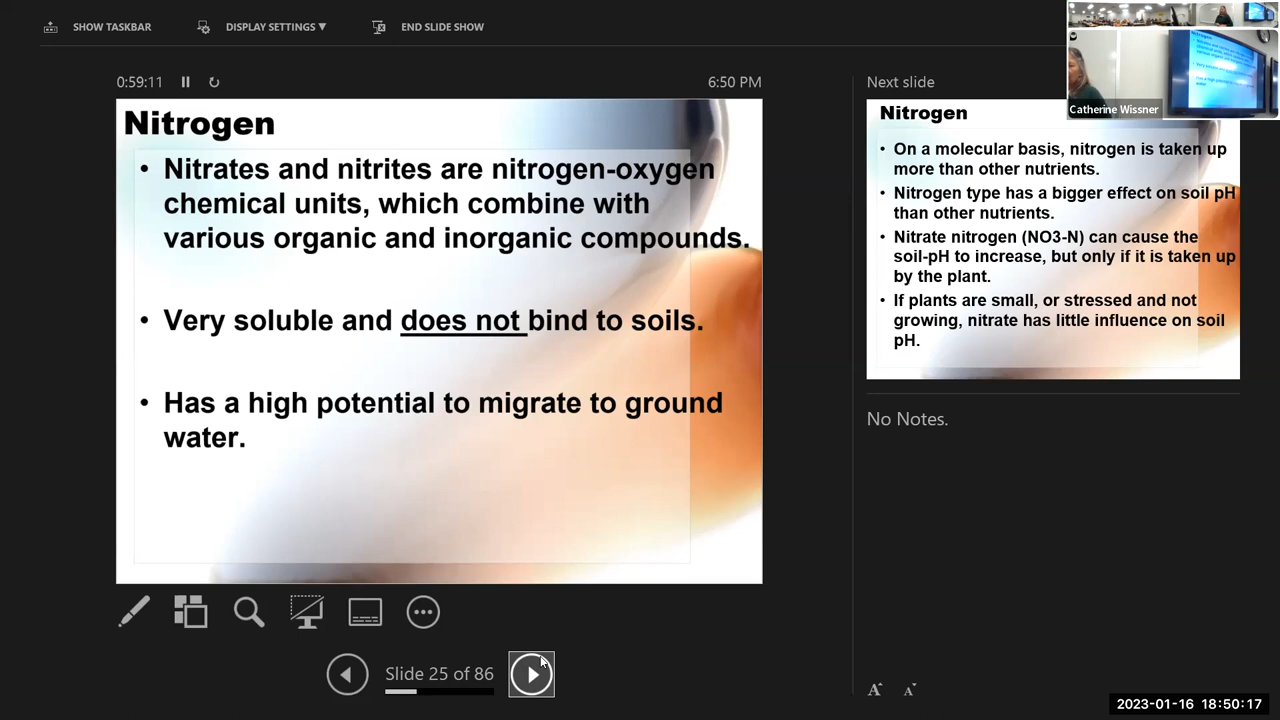 SHOW TASKBAR
DISPLAY SETTINGS ▼
END SLIDE SHOW
0:59:11
6:50 PM
Nitrogen
• Nitrates and nitrites are nitrogen-oxygen
chemical units, which combine with
various organic and inorganic compounds.
• Very soluble and does not bind to soils.
• Has a high potential to migrate to ground
water.
Slide 25 of 86
Next slide
Catherine Wissner
Nitrogen
• On a molecular basis, nitrogen is taken up
more than other nutrients.
• Nitrogen type has a bigger effect on soil pH
than other nutrients.
• Nitrate nitrogen (NO3-N) can cause the
soil-pH to increase, but only if it is taken up
by the plant.
• If plants are small, or stressed and not
growing, nitrate has little influence on soil
pH.
No Notes.
A A
2023-01-16 18:50:17